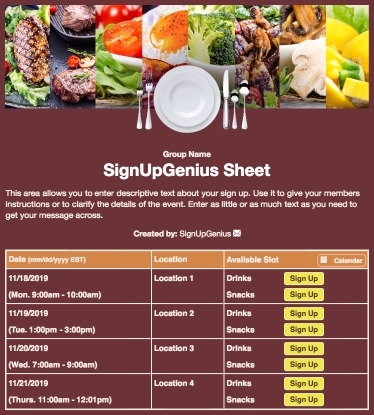 Group Name
SignUpGenius Sheet
This area allows you to enter descriptive text about your sign up. Use it to give your members
instructions or to clarify the details of the event. Enter as little or as much text as you need to
get your message across.
Created by: SignUpGenius
Date (mm/dd/yyyy EST) Location Available Slot Calendar
11/18/2019 Location 1 Drinks Sign Up
(Mon. 9:00am - 10:00am) Snacks Sign Up
11/19/2019 Location 2 Drinks Sign Up
(Tue. 1:00pm - 3:00pm) Snacks Sign Up
11/20/2019 Location 3 Drinks Sign Up
(Wed. 7:00am - 9:00am) Snacks Sign Up
11/21/2019 Location 4 Drinks Sign Up
(Thurs. 11:00am - 12:01pm) Snacks Sign Up